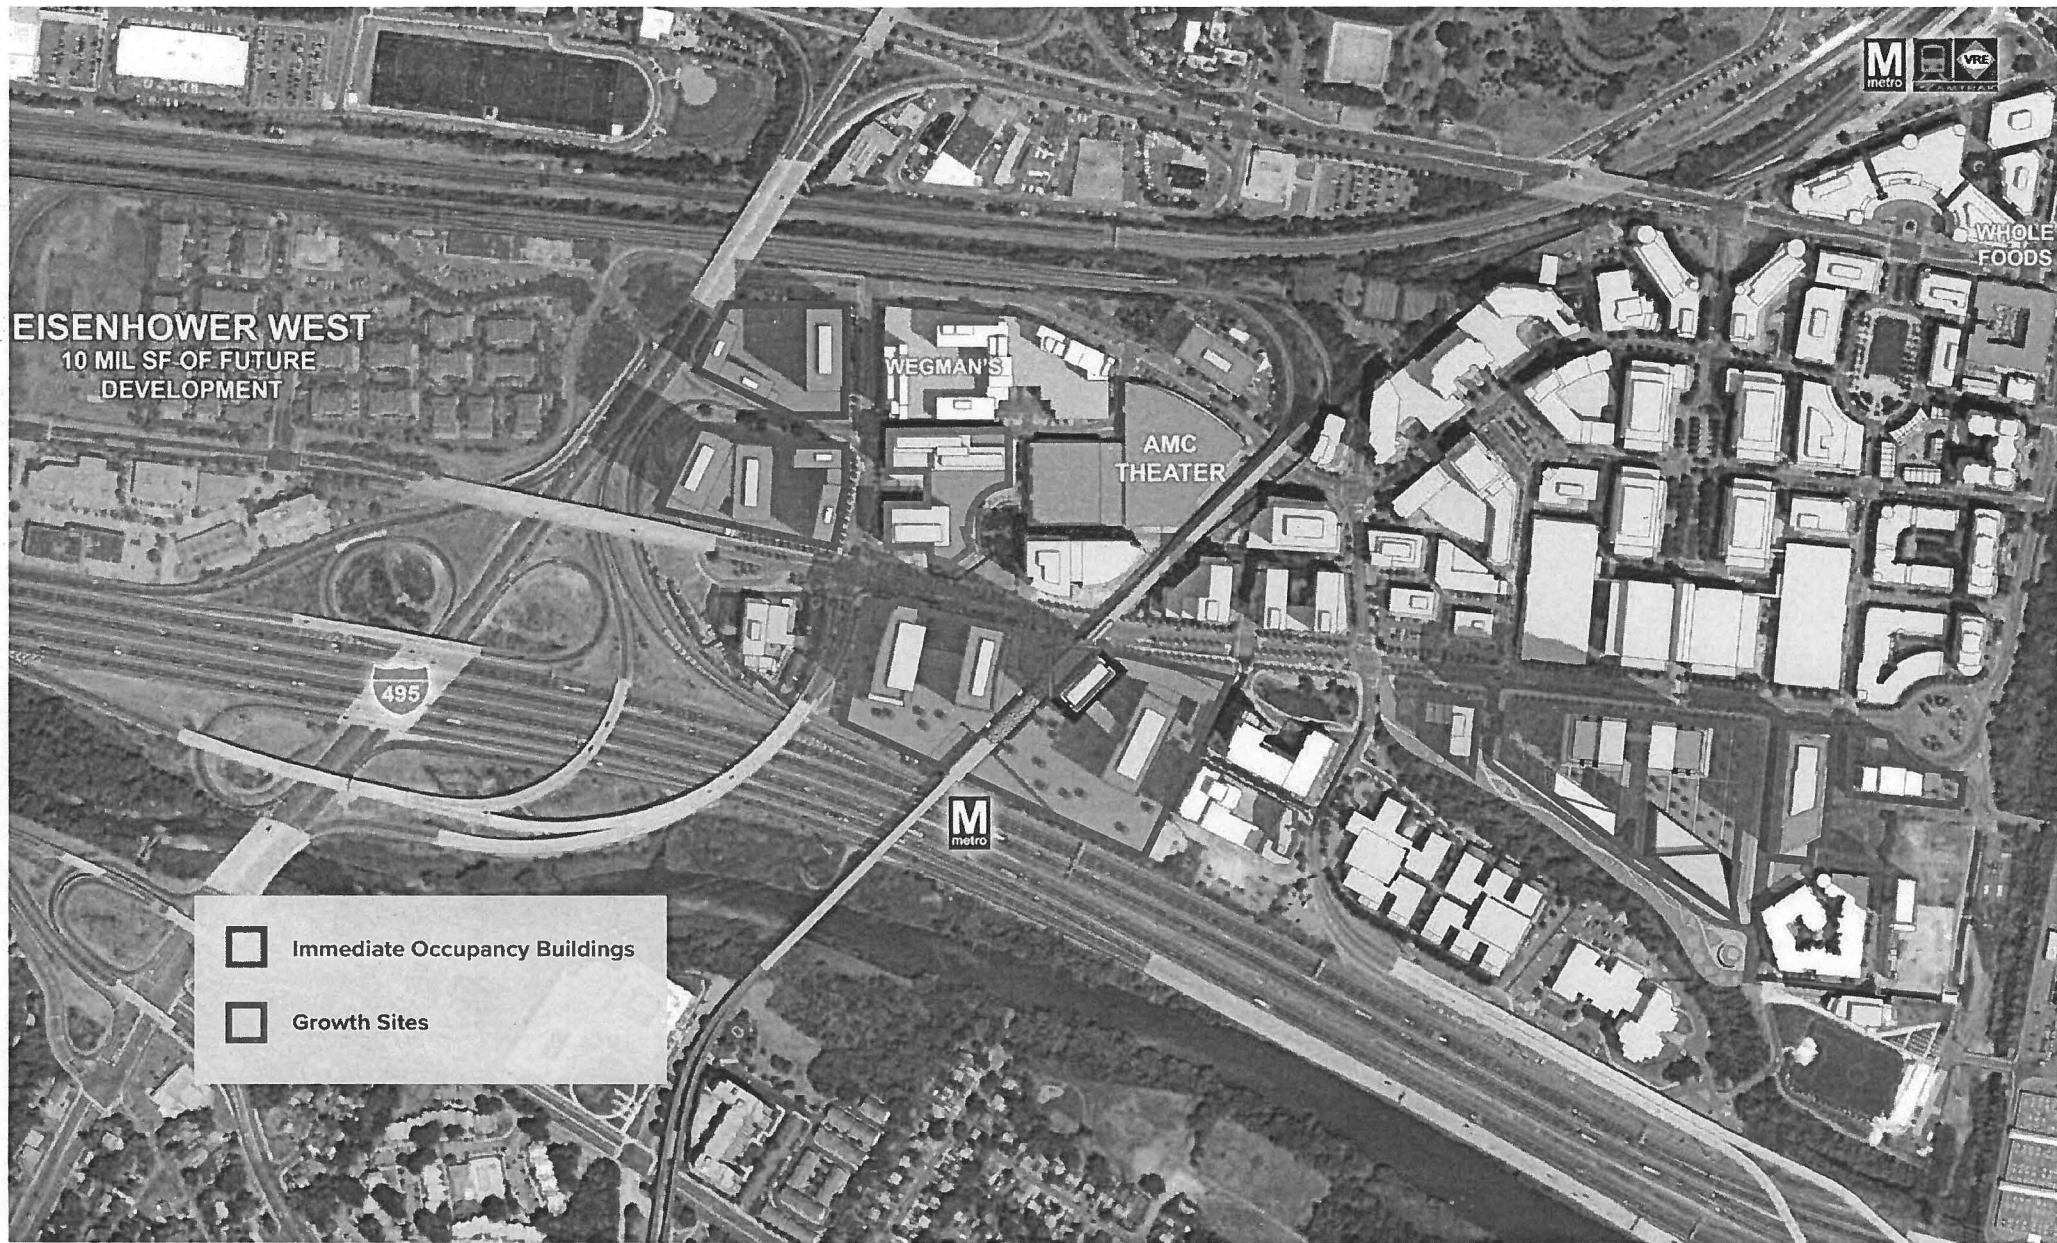 M
metro
VRE
AMTRAK
WHOLE
FOODS
EISENHOWER WEST
10 MIL SF OF FUTURE
DEVELOPMENT
WEGMAN'S
AMC
THEATER
495
M
metro
Immediate Occupancy Buildings
Growth Sites